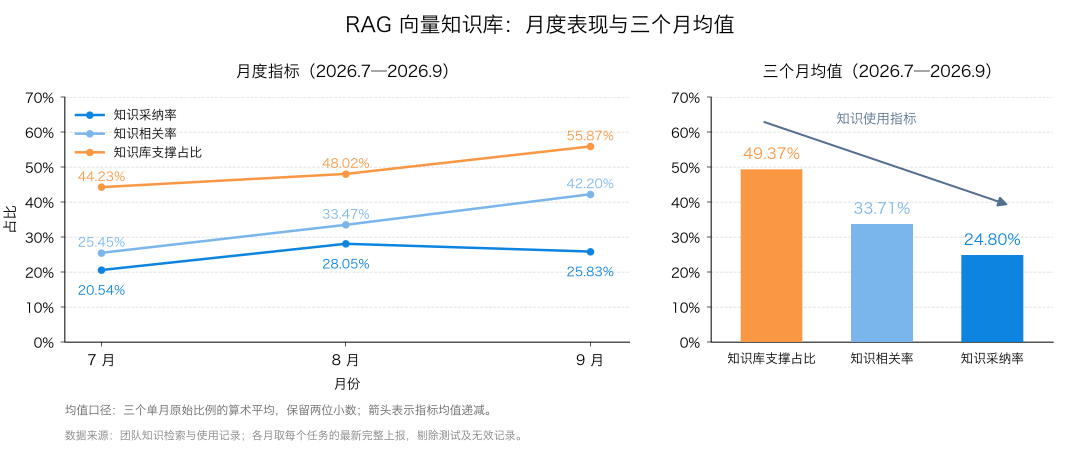 RAG 向量知识库：月度表现与三个月均值
月度指标（2026.7—2026.9）
70%
60%
50%
40%
30%
20%
10%
0%
占比
知识采纳率
知识相关率
知识库支撑占比
44.23%
48.02%
55.87%
25.45%
33.47%
42.20%
20.54%
28.05%
25.83%
7 月
8 月
9 月
月份
三个月均值（2026.7—2026.9）
70%
60%
50%
40%
30%
20%
10%
0%
知识使用指标
49.37%
33.71%
24.80%
知识库支撑占比
知识相关率
知识采纳率
均值口径：三个单月原始比例的算术平均，保留两位小数；箭头表示指标均值递减。
数据来源：团队知识检索与使用记录；各月取每个任务的最新完整上报，剔除测试及无效记录。